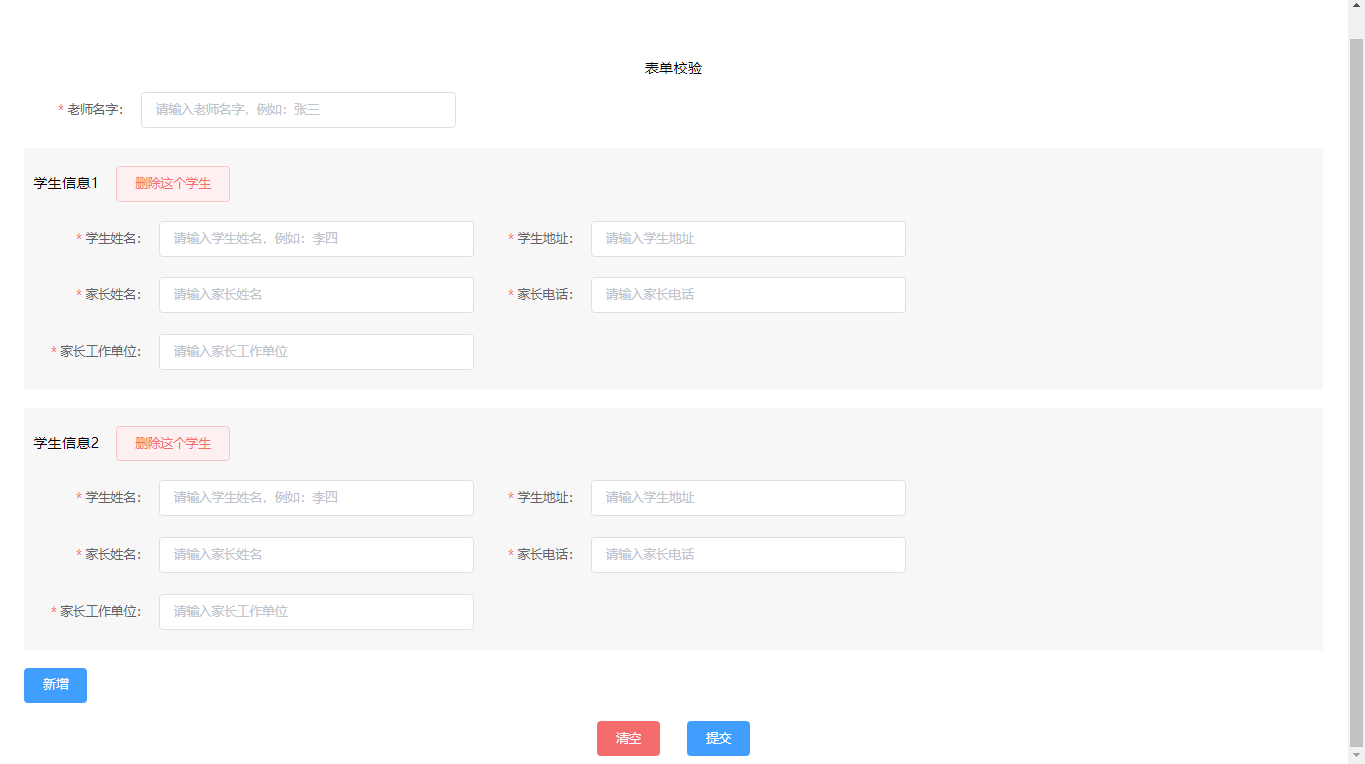 表单校验
* 老师名字： 请输入老师名字，例如：张三
学生信息1 删除这个学生
* 学生姓名： 请输入学生姓名，例如：李四 * 学生地址： 请输入学生地址
* 家长姓名： 请输入家长姓名 * 家长电话： 请输入家长电话
* 家长工作单位： 请输入家长工作单位
学生信息2 删除这个学生
* 学生姓名： 请输入学生姓名，例如：李四 * 学生地址： 请输入学生地址
* 家长姓名： 请输入家长姓名 * 家长电话： 请输入家长电话
* 家长工作单位： 请输入家长工作单位
新增
清空 提交